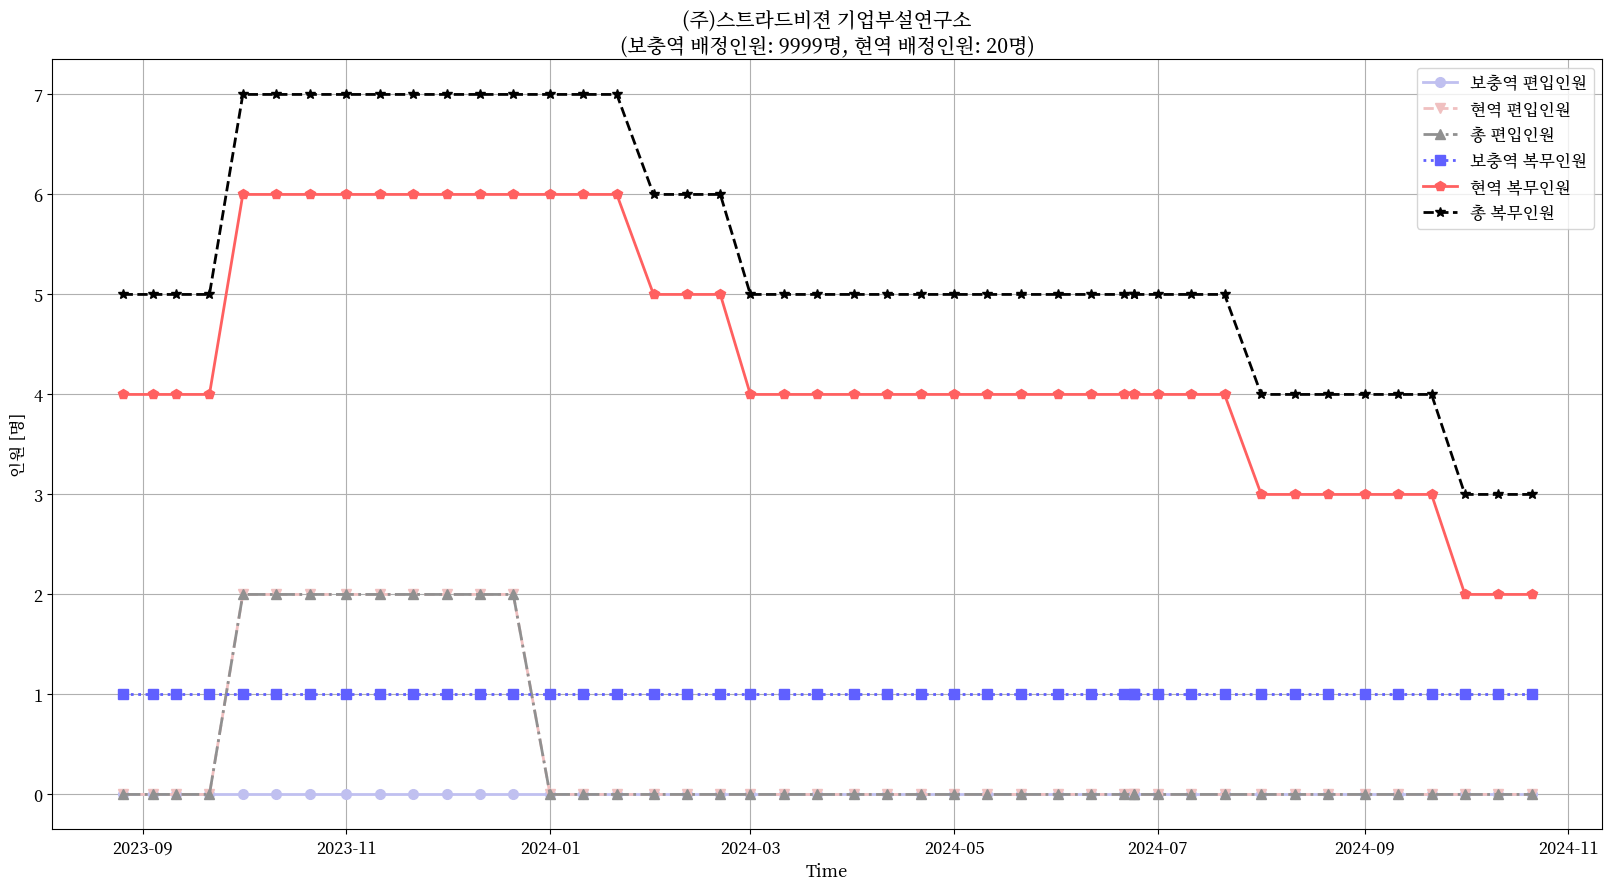 (주)스트라드비젼 기업부설연구소
(보충역 배정인원: 9999명, 현역 배정인원: 20명)
보충역 편입인원
현역 편입인원
총 편입인원
보충역 복무인원
현역 복무인원
총 복무인원
인원 [명]
7
6
5
4
3
2
1
0
2023-09
2023-11
2024-01
2024-03
2024-05
2024-07
2024-09
2024-11
Time